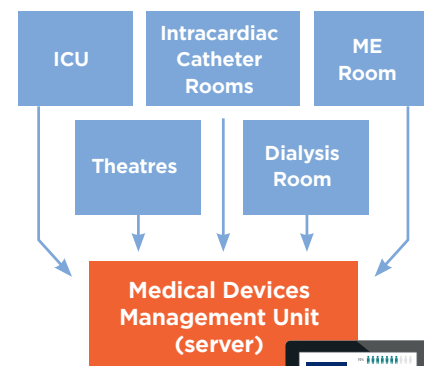 ICU
Intracardiac
Catheter
Rooms
ME
Room
Theatres
Dialysis
Room
Medical Devices
Management Unit
(server)